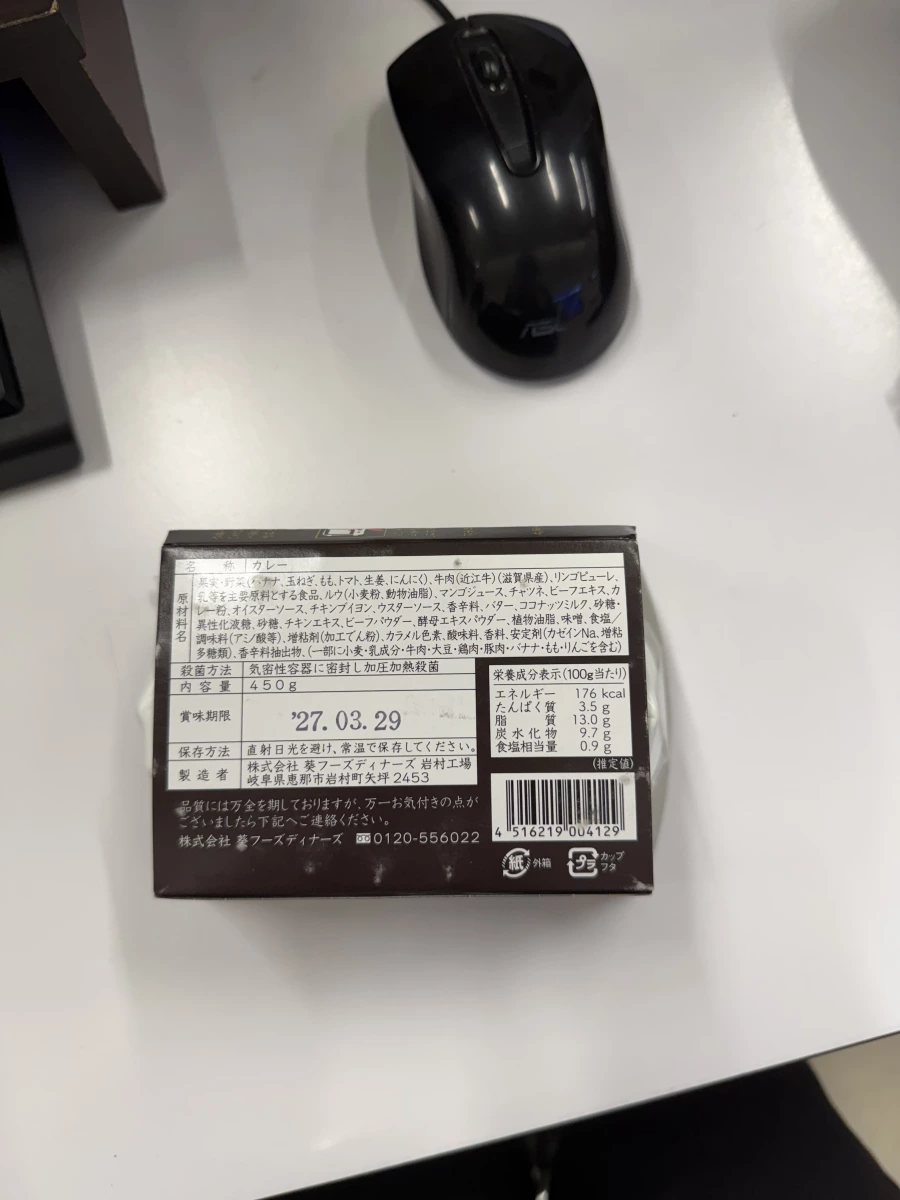 名　　称 カレー
原材料名 果実・野菜(バナナ、玉ねぎ、もも、トマト、生姜、にんにく)、牛肉(近江牛)(滋賀県産)、リンゴピューレ、
乳等を主要原料とする食品、ルウ(小麦粉、動物油脂)、マンゴジュース、チャツネ、ビーフエキス、カ
レー粉、オイスターソース、チキンブイヨン、ウスターソース、香辛料、バター、ココナッツミルク、砂糖・
異性化液糖、砂糖、チキンエキス、ビーフパウダー、酵母エキスパウダー、植物油脂、味噌、食塩／
調味料(アミノ酸等)、増粘剤(加工でん粉)、カラメル色素、酸味料、香料、安定剤(カゼインNa、増粘
多糖類)、香辛料抽出物、(一部に小麦・乳成分・牛肉・大豆・鶏肉・豚肉・バナナ・もも・りんごを含む)
殺菌方法 気密性容器に密封し加圧加熱殺菌
内容量 450g
賞味期限 '27.03.29
保存方法 直射日光を避け、常温で保存してください。
製造者 株式会社 葵フーズディナーズ 岩村工場
岐阜県恵那市岩村町矢坪2453
栄養成分表示(100g当たり)
エネルギー 176 kcal
たんぱく質 3.5 g
脂　　質 13.0 g
炭水化物 9.7 g
食塩相当量 0.9 g
(推定値)
品質には万全を期しておりますが、万一お気付きの点が
ございましたら下記へご連絡ください。
株式会社 葵フーズディナーズ 0120-556022
4 516219 004129
紙 外箱
プラ カップ
フタ